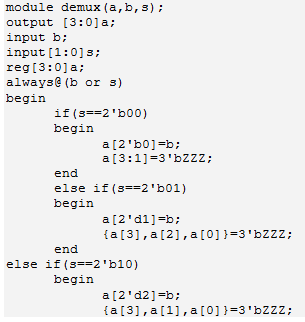 module demux(a,b,s);
output [3:0]a;
input b;
input[1:0]s;
reg[3:0]a;
always@(b or s)
begin
if(s==2'b00)
begin
a[2'b0]=b;
a[3:1]=3'bZZZ;
end
else if(s==2'b01)
begin
a[2'd1]=b;
{a[3],a[2],a[0]}=3'bZZZ;
end
else if(s==2'b10)
begin
a[2'd2]=b;
{a[3],a[1],a[0]}=3'bZZZ;